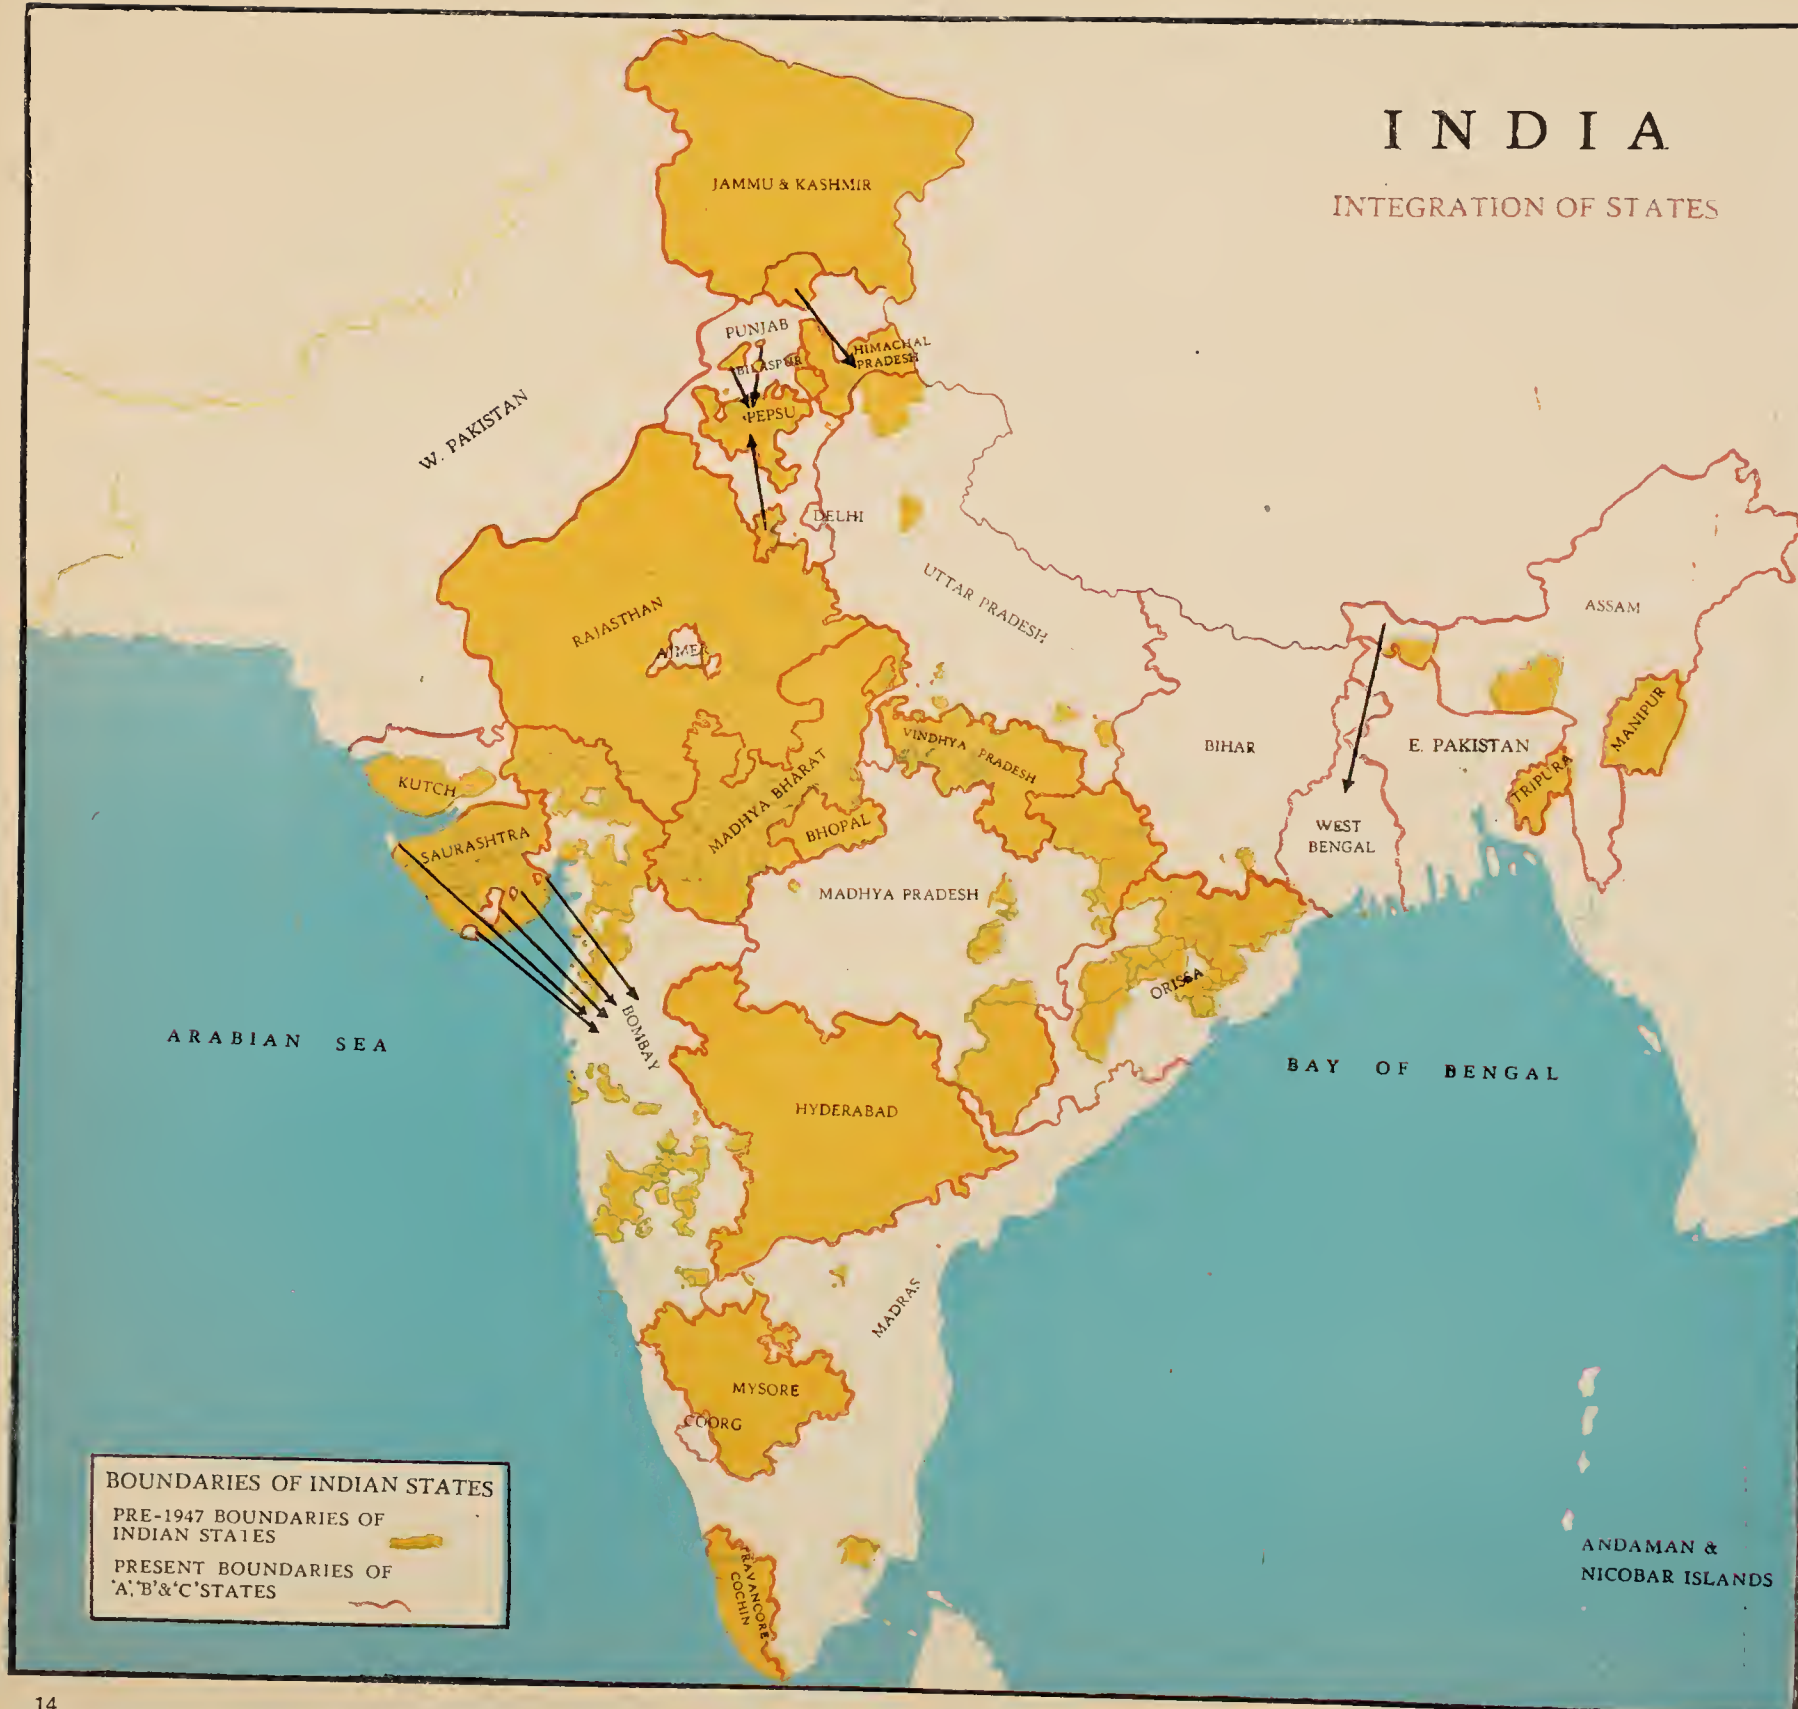 INDIA
INTEGRATION OF STATES
JAMMU & KASHMIR
PUNJAB
HIMACHAL
PRADESH
BILASPUR
PEPSU
W. PAKISTAN
DELHI
UTTAR PRADESH
RAJASTHAN
AJMER
ASSAM
MANIPUR
BIHAR
E. PAKISTAN
TRIPURA
VINDHYA PRADESH
KUTCH
MADHYA BHARAT
BHOPAL
SAURASHTRA
WEST
BENGAL
MADHYA PRADESH
ORISSA
BOMBAY
ARABIAN SEA
BAY OF BENGAL
HYDERABAD
MADRAS
MYSORE
COORG
TRAVANCORE
COCHIN
ANDAMAN &
NICOBAR ISLANDS
BOUNDARIES OF INDIAN STATES
PRE-1947 BOUNDARIES OF
INDIAN STATES
PRESENT BOUNDARIES OF
'A', 'B' & 'C' STATES
14